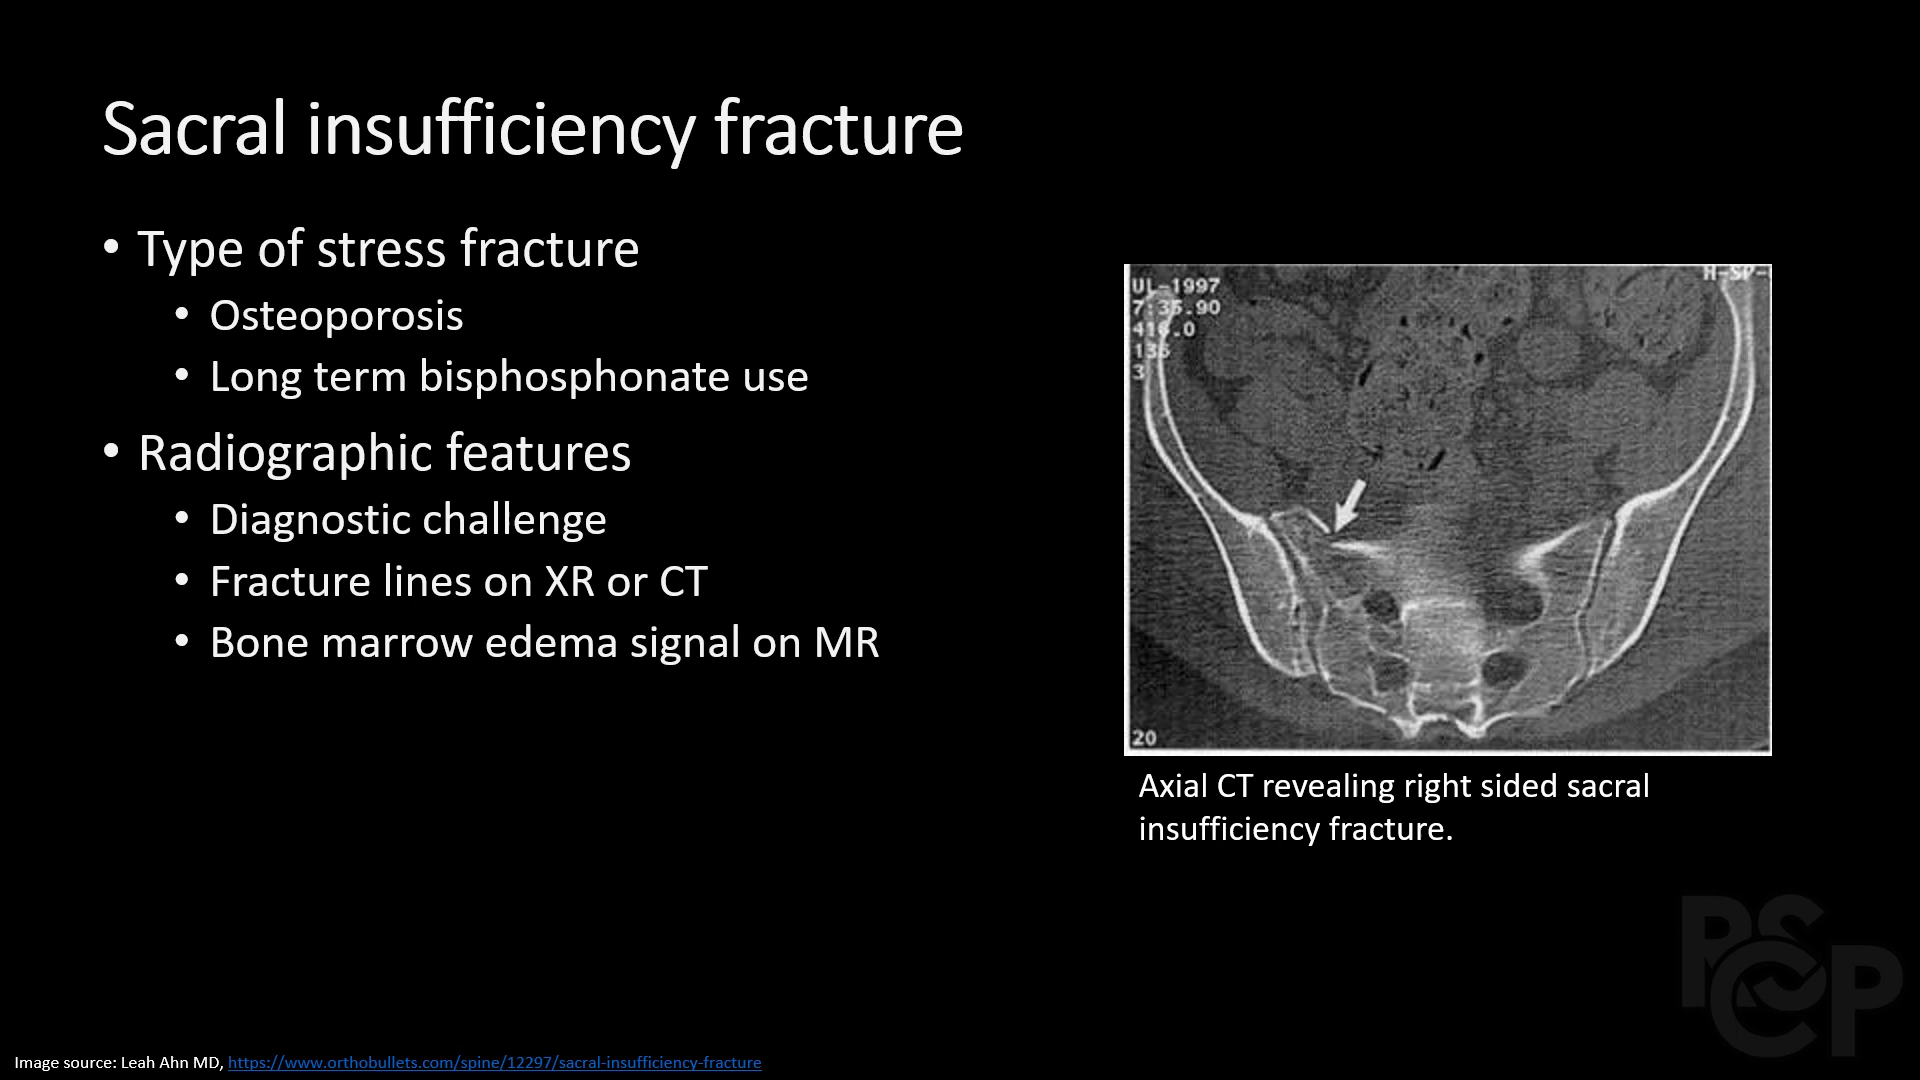 Sacral insufficiency fracture
• Type of stress fracture
• Osteoporosis
• Long term bisphosphonate use
• Radiographic features
• Diagnostic challenge
• Fracture lines on XR or CT
• Bone marrow edema signal on MR
UL-1997
7:35.90
416.0
135
3
H-SP-
20
Axial CT revealing right sided sacral
insufficiency fracture.
PSCP
Image source: Leah Ahn MD, https://www.orthobullets.com/spine/12297/sacral-insufficiency-fracture